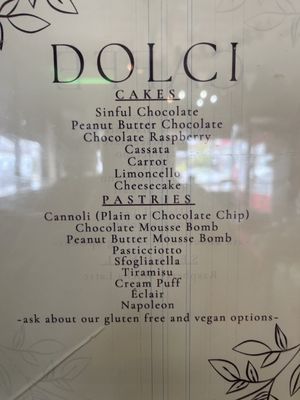 DOLCI
CAKES
Sinful Chocolate
Peanut Butter Chocolate
Chocolate Raspberry
Cassata
Carrot
Limoncello
Cheesecake
PASTRIES
Cannoli (Plain or Chocolate Chip)
Chocolate Mousse Bomb
Peanut Butter Mousse Bomb
Pasticciotto
Sfogliatella
Tiramisu
Cream Puff
Éclair
Napoleon
~ask about our gluten free and vegan options~